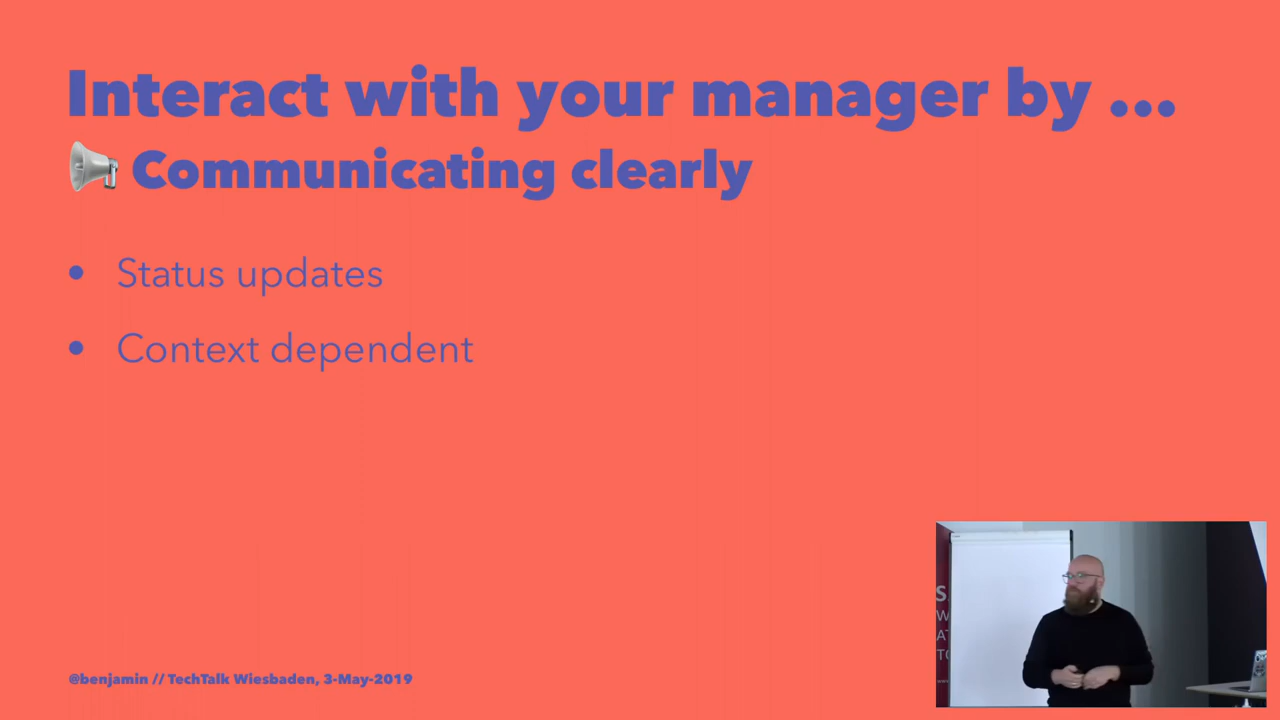 Interact with your manager by ...
Communicating clearly
• Status updates
• Context dependent
@benjamin // TechTalk Wiesbaden, 3-May-2019